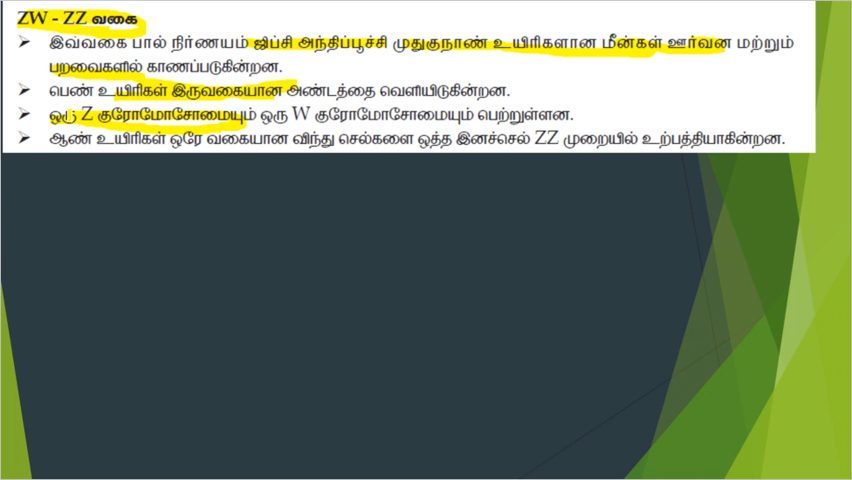 ZW - ZZ வகை
➢ இவ்வகை பால் நிர்ணயம் ஜிப்சி அந்திப்பூச்சி முதுகுநாண் உயிரிகளான மீன்கள் ஊர்வன மற்றும்
பறவைகளில் காணப்படுகின்றன.
➢ பெண் உயிரிகள் இருவகையான அண்டத்தை வெளியிடுகின்றன.
➢ ஒரு Z குரோமோசோமையும் ஒரு W குரோமோசோமையும் பெற்றுள்ளன.
➢ ஆண் உயிரிகள் ஒரே வகையான விந்து செல்களை ஒத்த இனச்செல் ZZ முறையில் உற்பத்தியாகின்றன.